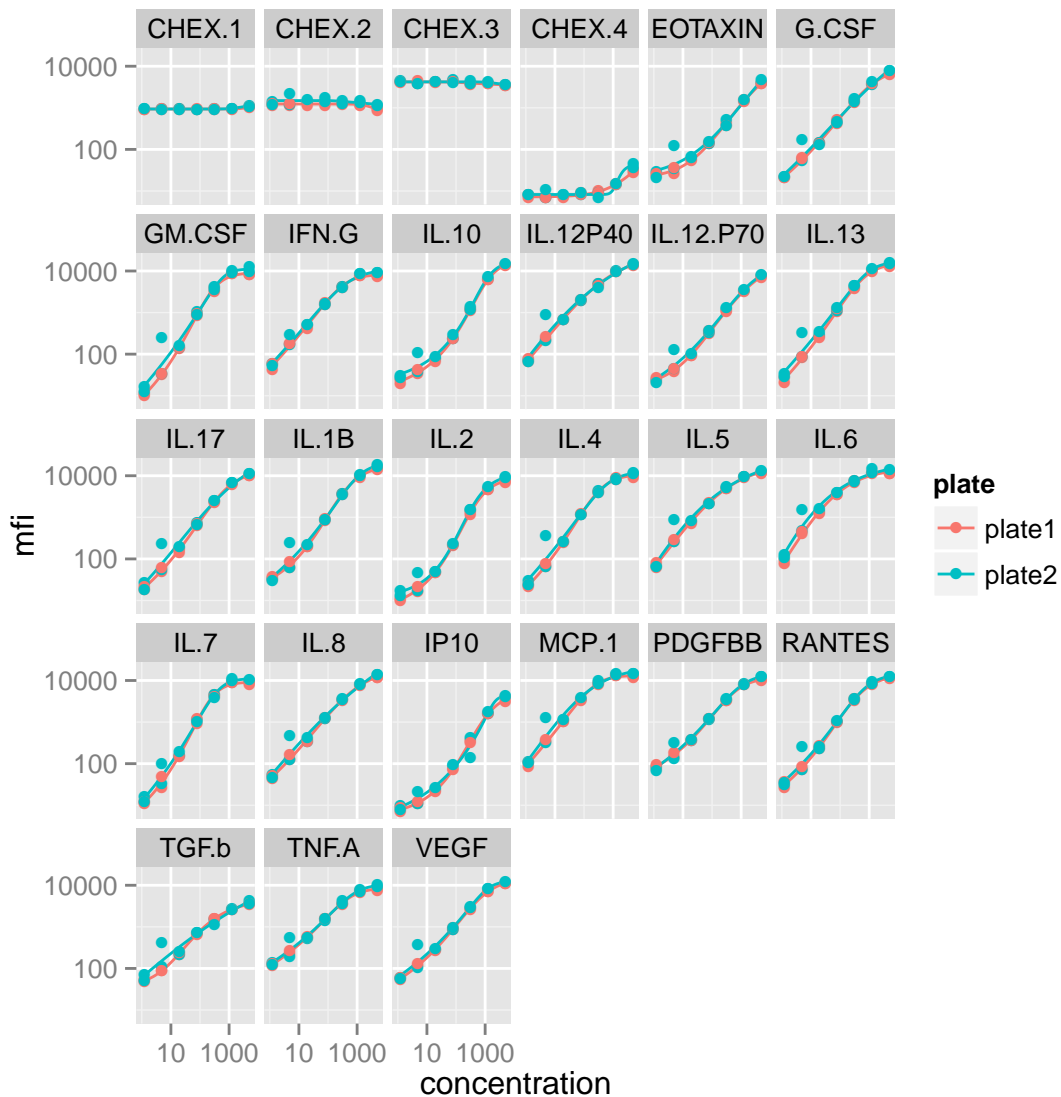 CHEX.1 CHEX.2 CHEX.3 CHEX.4 EOTAXIN G.CSF
10000
100
GM.CSF IFN.G IL.10 IL.12P40 IL.12.P70 IL.13
10000
100
IL.17 IL.1B IL.2 IL.4 IL.5 IL.6
10000
100
mfi
plate
plate1
plate2
IL.7 IL.8 IP10 MCP.1 PDGFBB RANTES
10000
100
TGF.b TNF.A VEGF
10000
100
10 1000 10 1000 10 1000
concentration